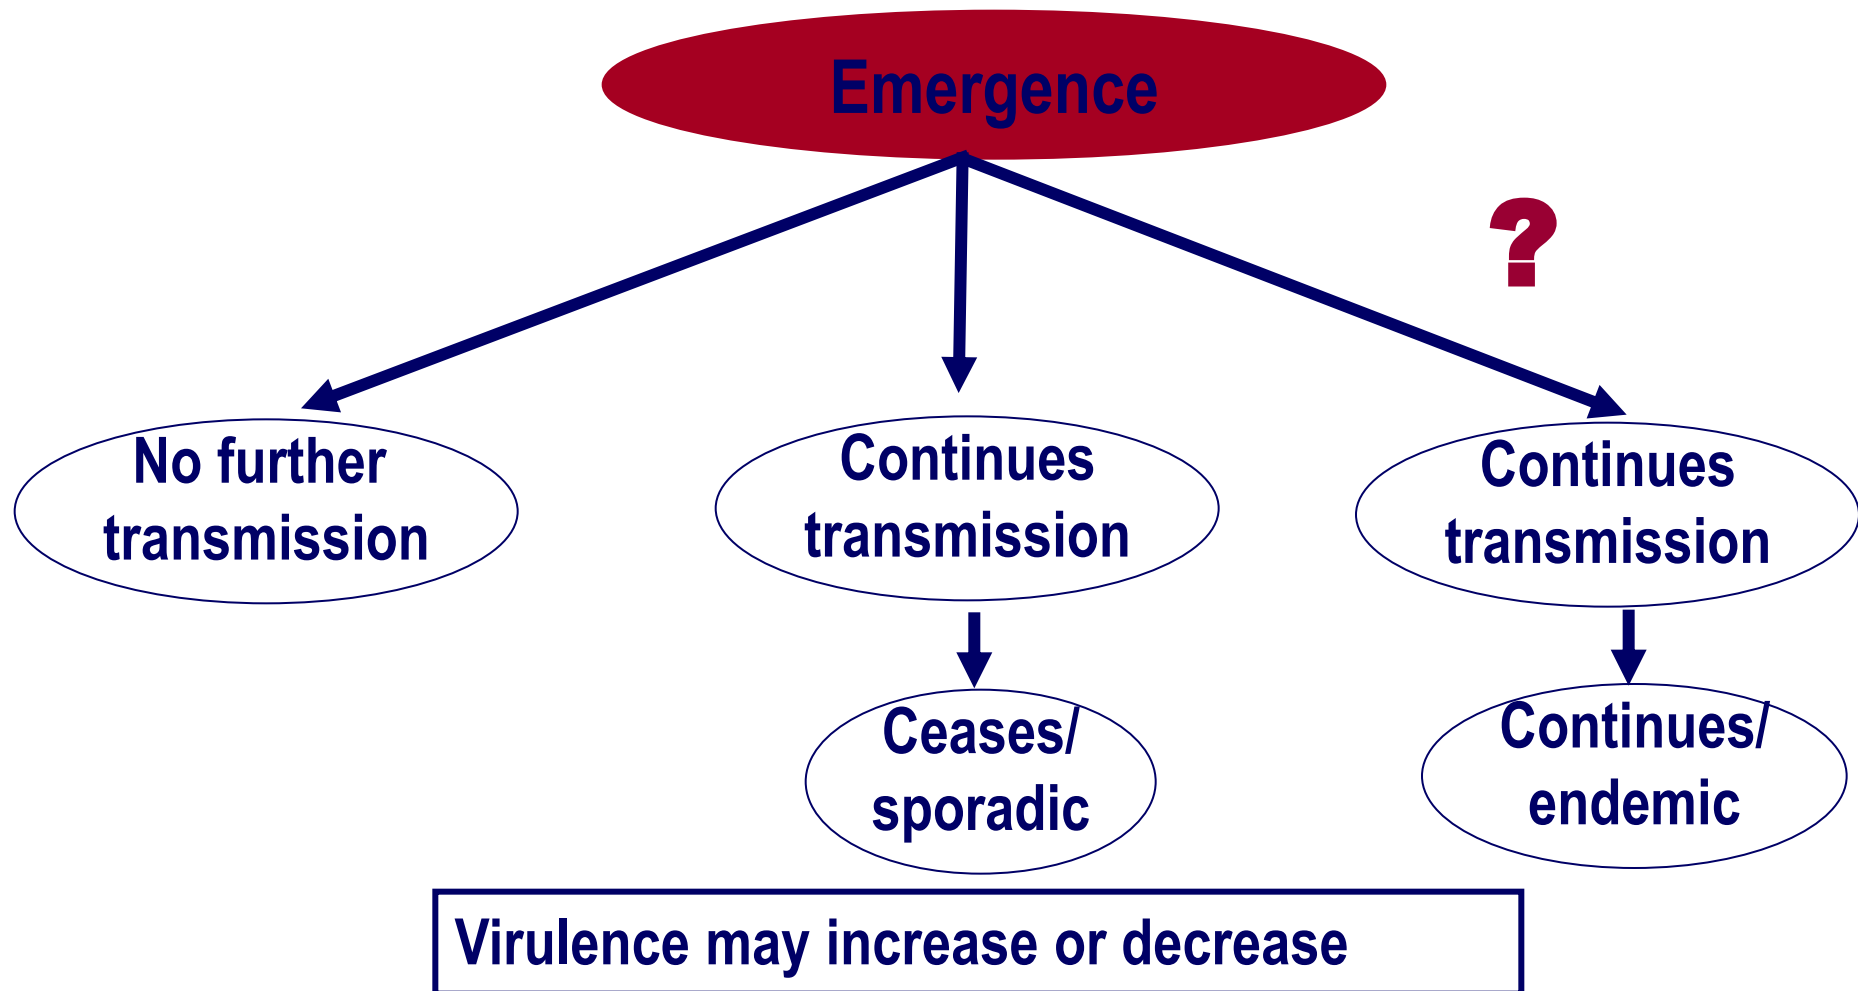 Emergence
?
No further
transmission
Continues
transmission
Continues
transmission
Ceases/
sporadic
Continues/
endemic
Virulence may increase or decrease